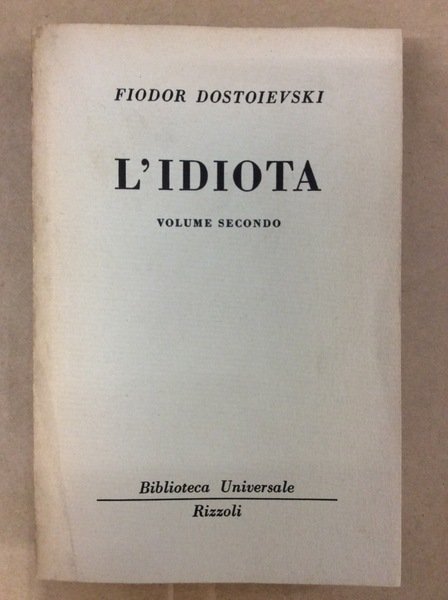 FIODOR DOSTOIEVSKI
L'IDIOTA
VOLUME SECONDO
Biblioteca Universale
Rizzoli